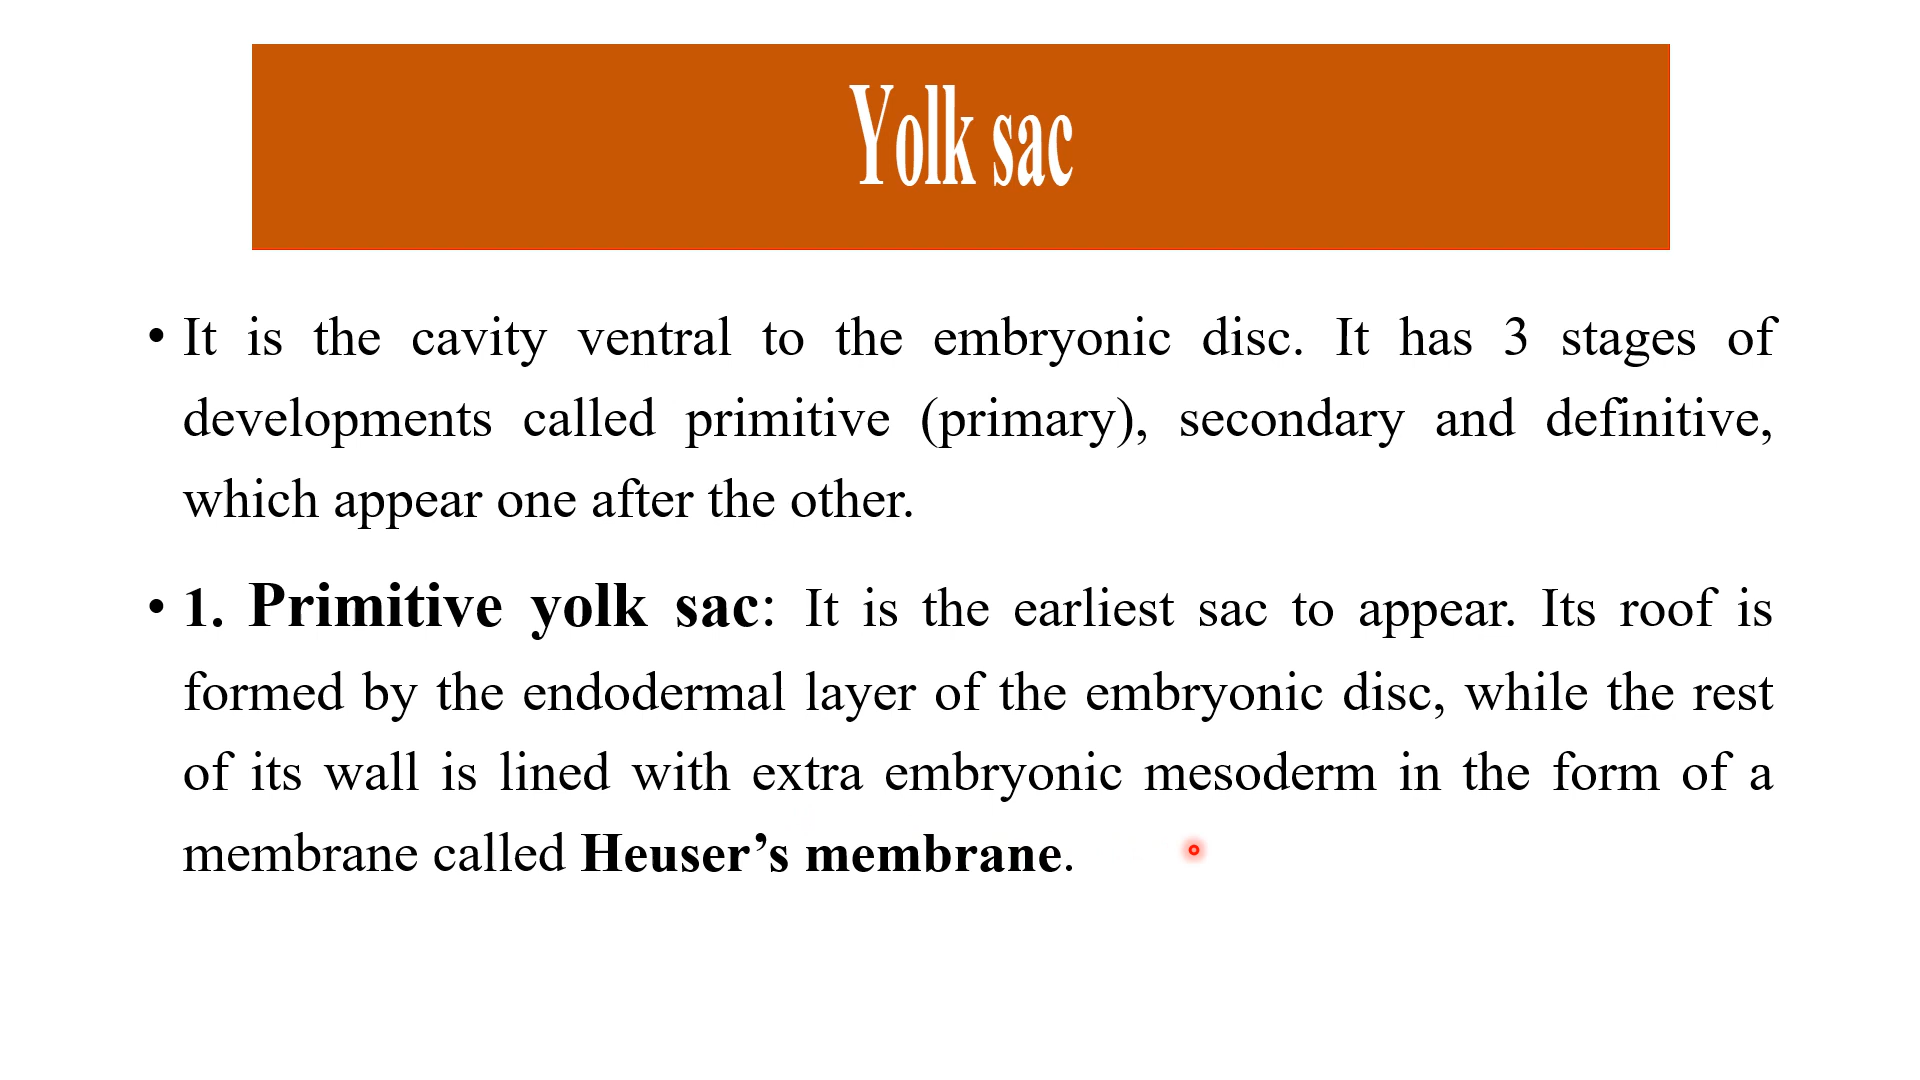 Yolk sac
• It is the cavity ventral to the embryonic disc. It has 3 stages of
developments called primitive (primary), secondary and definitive,
which appear one after the other.
• 1. Primitive yolk sac: It is the earliest sac to appear. Its roof is
formed by the endodermal layer of the embryonic disc, while the rest
of its wall is lined with extra embryonic mesoderm in the form of a
membrane called Heuser’s membrane.